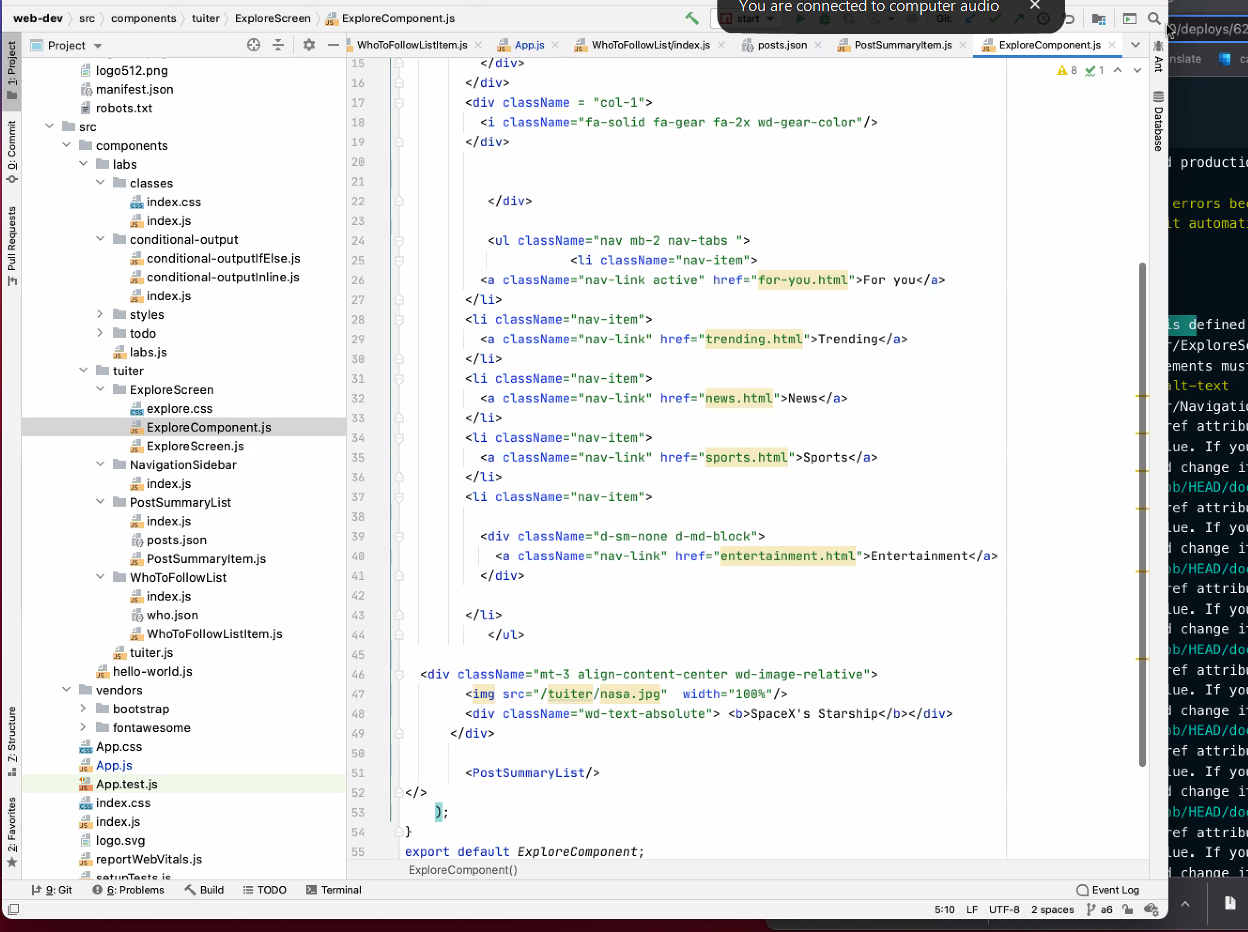 You are connected to computer audio
web-dev
src
components
tuiter
ExploreScreen
ExploreComponent.js
start
Git:
Project
WhoToFollowListItem.js
App.js
WhoToFollowList/index.js
posts.json
PostSummaryItem.js
ExploreComponent.js
1: Project
0: Commit
Pull Requests
Z: Structure
2: Favorites
logo512.png
manifest.json
robots.txt
src
components
labs
classes
index.css
index.js
conditional-output
conditional-outputIfElse.js
conditional-outputInline.js
index.js
styles
todo
labs.js
tuiter
ExploreScreen
explore.css
ExploreComponent.js
ExploreScreen.js
NavigationSidebar
index.js
PostSummaryList
index.js
posts.json
PostSummaryItem.js
WhoToFollowList
index.js
who.json
WhoToFollowListItem.js
tuiter.js
hello-world.js
vendors
bootstrap
fontawesome
App.css
App.js
App.test.js
index.css
index.js
logo.svg
reportWebVitals.js
setupTests.js
8 1
15 </div>
16 </div>
17 <div className = "col-1">
18 <i className="fa-solid fa-gear fa-2x wd-gear-color"/>
19 </div>
20
21
22 </div>
23
24 <ul className="nav mb-2 nav-tabs ">
25 <li className="nav-item">
26 <a className="nav-link active" href="for-you.html">For you</a>
27 </li>
28 <li className="nav-item">
29 <a className="nav-link" href="trending.html">Trending</a>
30 </li>
31 <li className="nav-item">
32 <a className="nav-link" href="news.html">News</a>
33 </li>
34 <li className="nav-item">
35 <a className="nav-link" href="sports.html">Sports</a>
36 </li>
37 <li className="nav-item">
38
39 <div className="d-sm-none d-md-block">
40 <a className="nav-link" href="entertainment.html">Entertainment</a>
41 </div>
42
43 </li>
44 </ul>
45
46 <div className="mt-3 align-content-center wd-image-relative">
47 <img src="/tuiter/nasa.jpg"  width="100%"/>
48 <div className="wd-text-absolute"> <b>SpaceX's Starship</b></div>
49 </div>
50
51 <PostSummaryList/>
52 </>
53 );
54 }
55 export default ExploreComponent;
ExploreComponent()
Ant
Database
/deploys/62
nslate
d productio
errors bec
it automati
is defined
r/ExploreSc
ements must
alt-text
r/Navigatio
ref attribu
lue. If you
d change it
ob/HEAD/doc
ref attribu
lue. If you
d change it
ob/HEAD/doc
ref attribu
lue. If you
d change it
ob/HEAD/doc
ref attribu
lue. If you
d change it
ob/HEAD/doc
ref attribu
lue. If you
d change it
ob/HEAD/doc
ref attribu
lue. If you
d change it
9: Git
6: Problems
Build
TODO
Terminal
Event Log
5:10
LF
UTF-8
2 spaces
a6